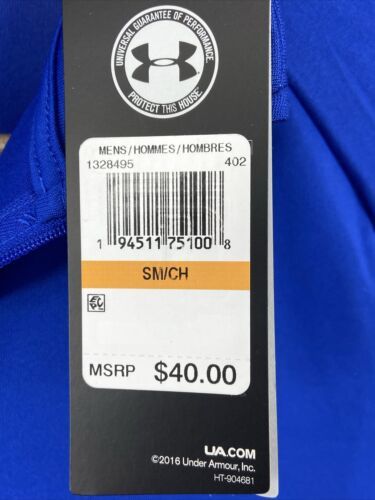 UNIVERSAL GUARANTEE OF PERFORMANCE
PROTECT THIS HOUSE
MENS/HOMMES/HOMBRES
1328495 402
1 94511 75100 8
SM/CH
MSRP $40.00
UA.COM
©2016 Under Armour, Inc.
HT-904681